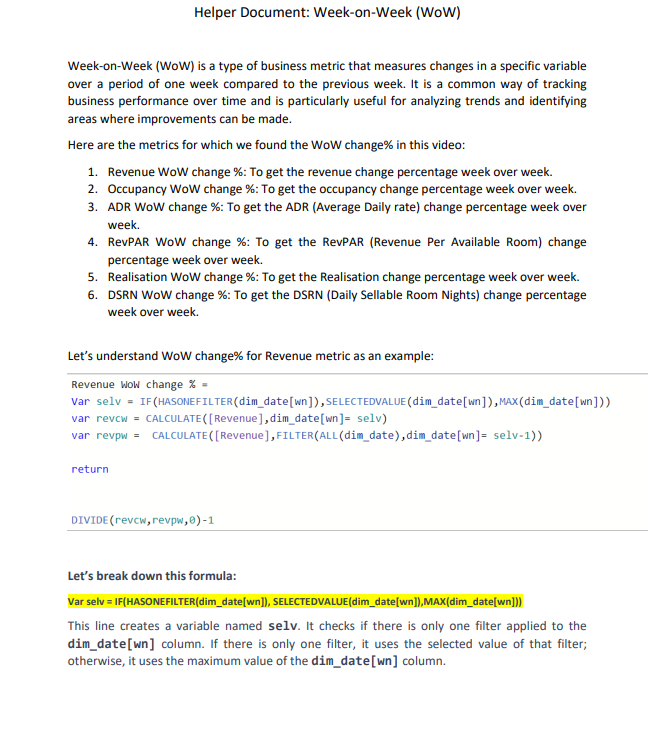 Helper Document: Week-on-Week (WoW)
Week-on-Week (WoW) is a type of business metric that measures changes in a specific variable
over a period of one week compared to the previous week. It is a common way of tracking
business performance over time and is particularly useful for analyzing trends and identifying
areas where improvements can be made.
Here are the metrics for which we found the WoW change% in this video:
1. Revenue WoW change %: To get the revenue change percentage week over week.
2. Occupancy WoW change %: To get the occupancy change percentage week over week.
3. ADR WoW change %: To get the ADR (Average Daily rate) change percentage week over
week.
4. RevPAR WoW change %: To get the RevPAR (Revenue Per Available Room) change
percentage week over week.
5. Realisation WoW change %: To get the Realisation change percentage week over week.
6. DSRN WoW change %: To get the DSRN (Daily Sellable Room Nights) change percentage
week over week.
Let's understand WoW change% for Revenue metric as an example:
Revenue WoW change % =
Var selv = IF(HASONEFILTER(dim_date[wn]),SELECTEDVALUE(dim_date[wn]),MAX(dim_date[wn]))
var revcw = CALCULATE([Revenue],dim_date[wn]= selv)
var revpw =  CALCULATE([Revenue],FILTER(ALL(dim_date),dim_date[wn]= selv-1))
return
DIVIDE(revcw,revpw,0)-1
Let's break down this formula:
Var selv = IF(HASONEFILTER(dim_date[wn]), SELECTEDVALUE(dim_date[wn]),MAX(dim_date[wn]))
This line creates a variable named selv. It checks if there is only one filter applied to the
dim_date[wn] column. If there is only one filter, it uses the selected value of that filter;
otherwise, it uses the maximum value of the dim_date[wn] column.